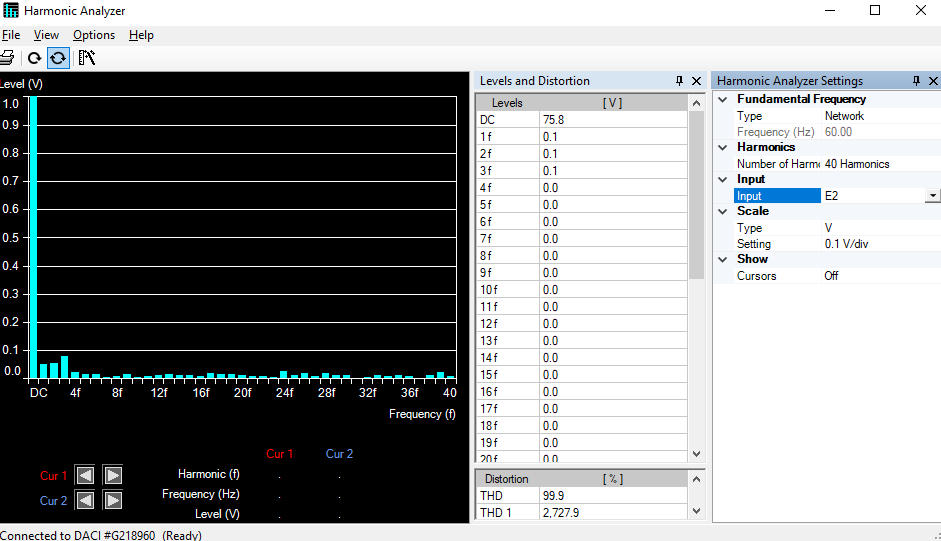 Harmonic Analyzer
File View Options Help
Level (V)
1.0
0.9
0.8
0.7
0.6
0.5
0.4
0.3
0.2
0.1
0.0
DC 4f 8f 12f 16f 20f 24f 28f 32f 36f 40
Frequency (f)
Cur 1 Cur 2
Cur 1 Harmonic (f) . .
Frequency (Hz) . .
Cur 2
Level (V) . .
Levels and Distortion
Levels [ V ]
DC 75.8
1f 0.1
2f 0.1
3f 0.1
4f 0.0
5f 0.0
6f 0.0
7f 0.0
8f 0.0
9f 0.0
10f 0.0
11f 0.0
12f 0.0
13f 0.0
14f 0.0
15f 0.0
16f 0.0
17f 0.0
18f 0.0
19f 0.0
20f 0.0
Distortion [ % ]
THD 99.9
THD 1 2,727.9
Harmonic Analyzer Settings
Fundamental Frequency
Type Network
Frequency (Hz) 60.00
Harmonics
Number of Harmo 40 Harmonics
Input
Input E2
Scale
Type V
Setting 0.1 V/div
Show
Cursors Off
Connected to DACI #G218960 (Ready)